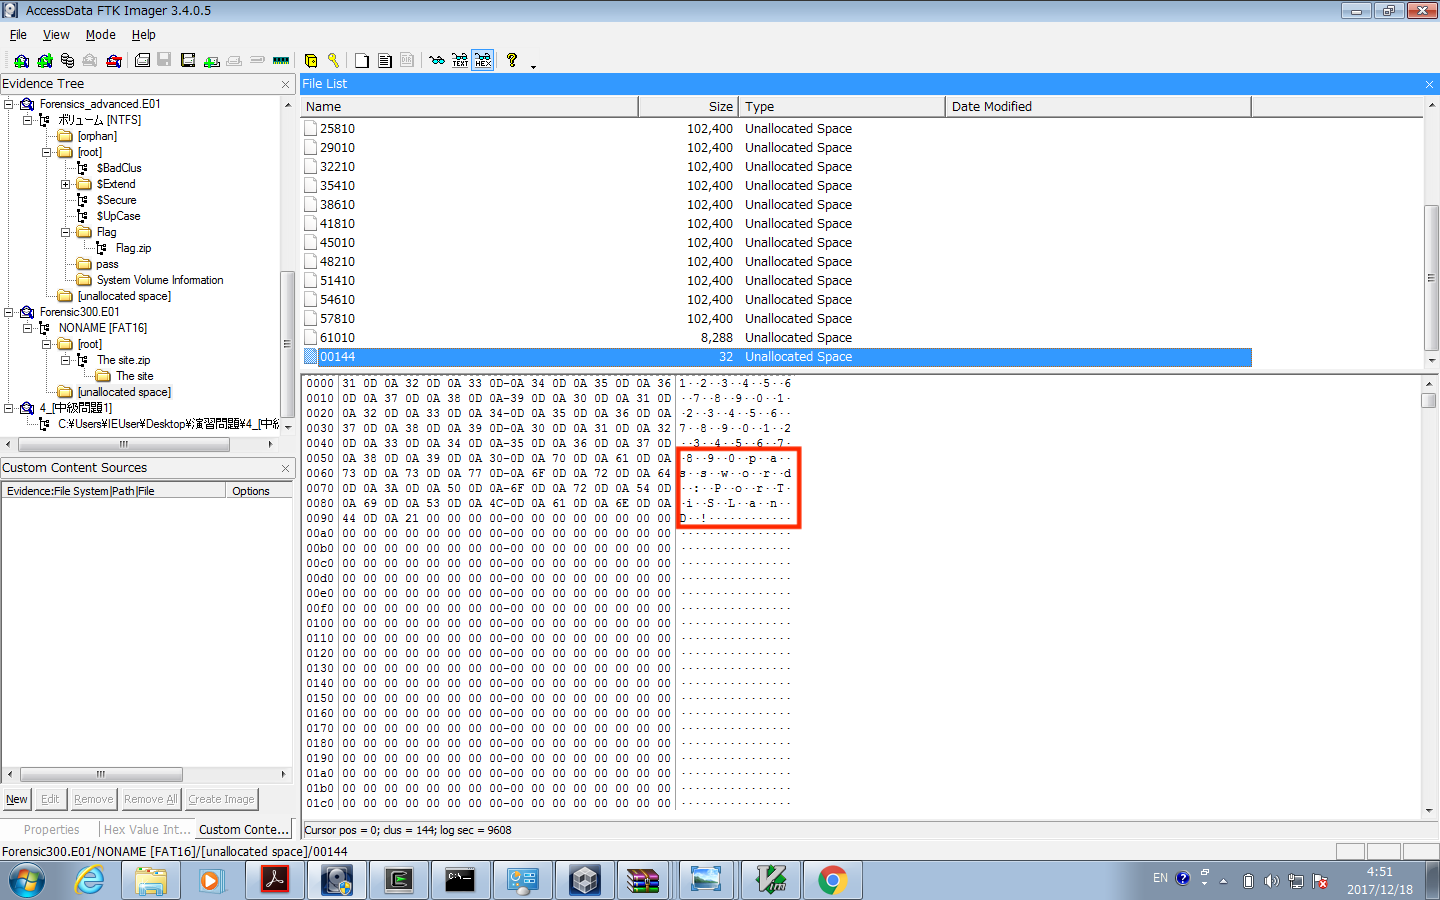 AccessData FTK Imager 3.4.0.5
File View Mode Help
Evidence Tree
Forensics_advanced.E01
ボリューム [NTFS]
[orphan]
[root]
$BadClus
$Extend
$Secure
$UpCase
Flag
Flag.zip
pass
System Volume Information
[unallocated space]
Forensic300.E01
NONAME [FAT16]
[root]
The site.zip
The site
[unallocated space]
4_[中級問題1]
C:¥Users¥IEUser¥Desktop¥演習問題¥4_[中級
Custom Content Sources
Evidence:File System|Path|File Options
New Edit Remove Remove All Create Image
Properties Hex Value Int... Custom Conte...
File List
Name Size Type Date Modified
25810 102,400 Unallocated Space
29010 102,400 Unallocated Space
32210 102,400 Unallocated Space
35410 102,400 Unallocated Space
38610 102,400 Unallocated Space
41810 102,400 Unallocated Space
45010 102,400 Unallocated Space
48210 102,400 Unallocated Space
51410 102,400 Unallocated Space
54610 102,400 Unallocated Space
57810 102,400 Unallocated Space
61010 8,288 Unallocated Space
00144 32 Unallocated Space
0000 31 0D 0A 32 0D 0A 33 0D-0A 34 0D 0A 35 0D 0A 36 1··2··3··4··5··6
0010 0D 0A 37 0D 0A 38 0D 0A-39 0D 0A 30 0D 0A 31 0D ··7··8··9··0··1·
0020 0A 32 0D 0A 33 0D 0A 34-0D 0A 35 0D 0A 36 0D 0A ·2··3··4··5··6··
0030 37 0D 0A 38 0D 0A 39 0D-0A 30 0D 0A 31 0D 0A 32 7··8··9··0··1··2
0040 0D 0A 33 0D 0A 34 0D 0A-35 0D 0A 36 0D 0A 37 0D ··3··4··5··6··7·
0050 0A 38 0D 0A 39 0D 0A 30-0D 0A 70 0D 0A 61 0D 0A ·8··9··0··p··a··
0060 73 0D 0A 73 0D 0A 77 0D-0A 6F 0D 0A 72 0D 0A 64 s··s··w··o··r··d
0070 0D 0A 3A 0D 0A 50 0D 0A-6F 0D 0A 72 0D 0A 54 0D ··:··P··o··r··T·
0080 0A 69 0D 0A 53 0D 0A 4C-0D 0A 61 0D 0A 6E 0D 0A ·i··S··L··a··n··
0090 44 0D 0A 21 00 00 00 00-00 00 00 00 00 00 00 00 D··!············
00a0 00 00 00 00 00 00 00 00-00 00 00 00 00 00 00 00 ················
00b0 00 00 00 00 00 00 00 00-00 00 00 00 00 00 00 00 ················
00c0 00 00 00 00 00 00 00 00-00 00 00 00 00 00 00 00 ················
00d0 00 00 00 00 00 00 00 00-00 00 00 00 00 00 00 00 ················
00e0 00 00 00 00 00 00 00 00-00 00 00 00 00 00 00 00 ················
00f0 00 00 00 00 00 00 00 00-00 00 00 00 00 00 00 00 ················
0100 00 00 00 00 00 00 00 00-00 00 00 00 00 00 00 00 ················
0110 00 00 00 00 00 00 00 00-00 00 00 00 00 00 00 00 ················
0120 00 00 00 00 00 00 00 00-00 00 00 00 00 00 00 00 ················
0130 00 00 00 00 00 00 00 00-00 00 00 00 00 00 00 00 ················
0140 00 00 00 00 00 00 00 00-00 00 00 00 00 00 00 00 ················
0150 00 00 00 00 00 00 00 00-00 00 00 00 00 00 00 00 ················
0160 00 00 00 00 00 00 00 00-00 00 00 00 00 00 00 00 ················
0170 00 00 00 00 00 00 00 00-00 00 00 00 00 00 00 00 ················
0180 00 00 00 00 00 00 00 00-00 00 00 00 00 00 00 00 ················
0190 00 00 00 00 00 00 00 00-00 00 00 00 00 00 00 00 ················
01a0 00 00 00 00 00 00 00 00-00 00 00 00 00 00 00 00 ················
01b0 00 00 00 00 00 00 00 00-00 00 00 00 00 00 00 00 ················
01c0 00 00 00 00 00 00 00 00-00 00 00 00 00 00 00 00 ················
Cursor pos = 0; clus = 144; log sec = 9608
Forensic300.E01/NONAME [FAT16]/[unallocated space]/00144
EN
4:51
2017/12/18